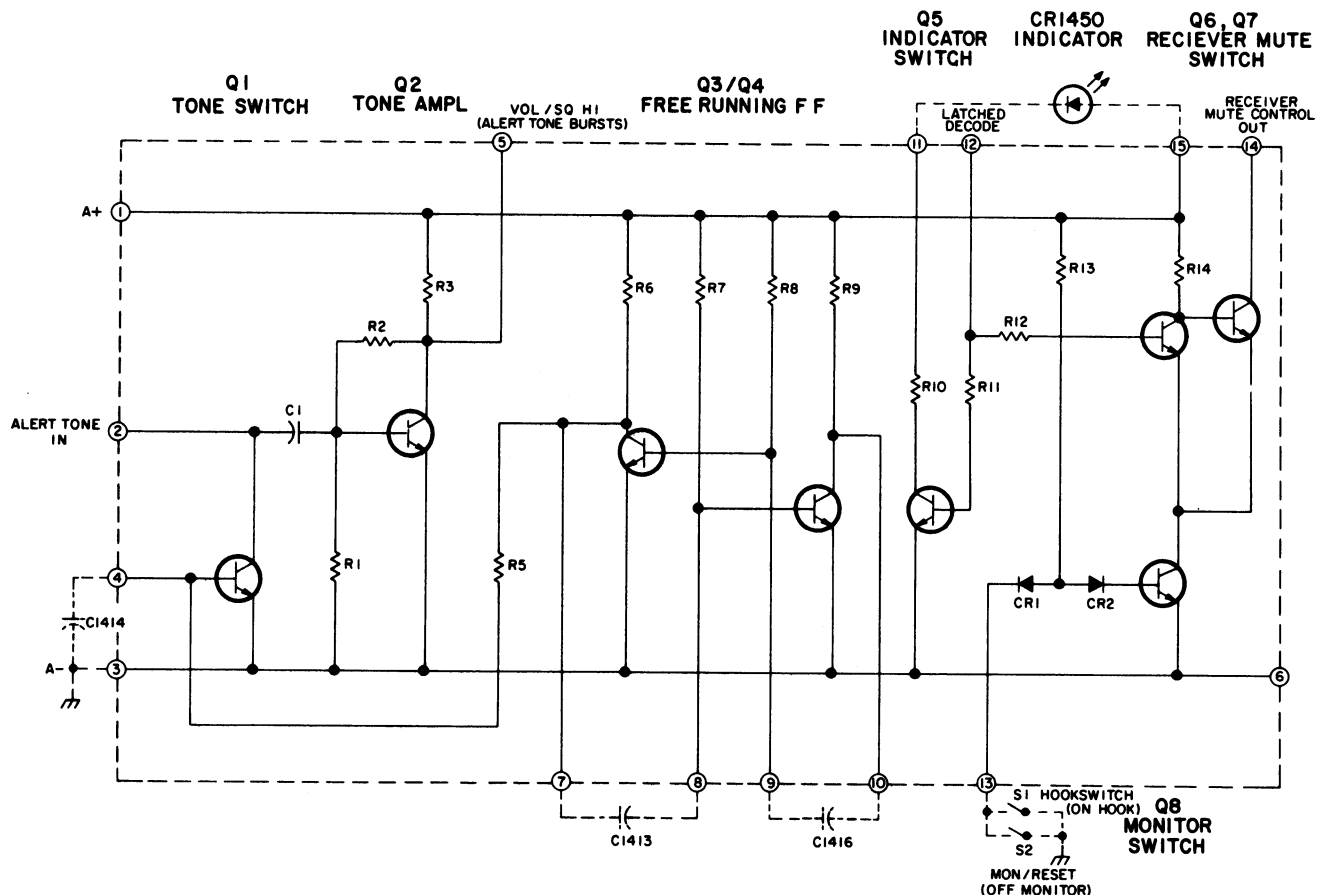 Q5
INDICATOR
SWITCH
CR1450
INDICATOR
Q6, Q7
RECIEVER MUTE
SWITCH
Q1
TONE SWITCH
Q2
TONE AMPL
VOL/SQ HI
(ALERT TONE BURSTS)
Q3/Q4
FREE RUNNING F F
LATCHED
DECODE
RECEIVER
MUTE CONTROL
OUT
5
11
12
15
14
A+
1
R3
R6
R7
R8
R9
R13
R14
R2
R12
R10
R11
ALERT TONE
IN
2
C1
R1
R5
4
CR1
CR2
C1414
A-
3
6
7
8
9
10
13
C1413
C1416
S1 HOOKSWITCH
(ON HOOK)
S2
MON/RESET
(OFF MONITOR)
Q8
MONITOR
SWITCH